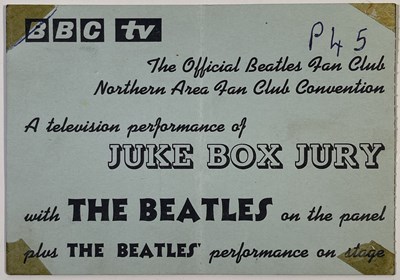 BBC tv
P45
The Official Beatles Fan Club
Northern Area Fan Club Convention
A television performance of
JUKE BOX JURY
with THE BEATLES on the panel
plus THE BEATLES' performance on stage